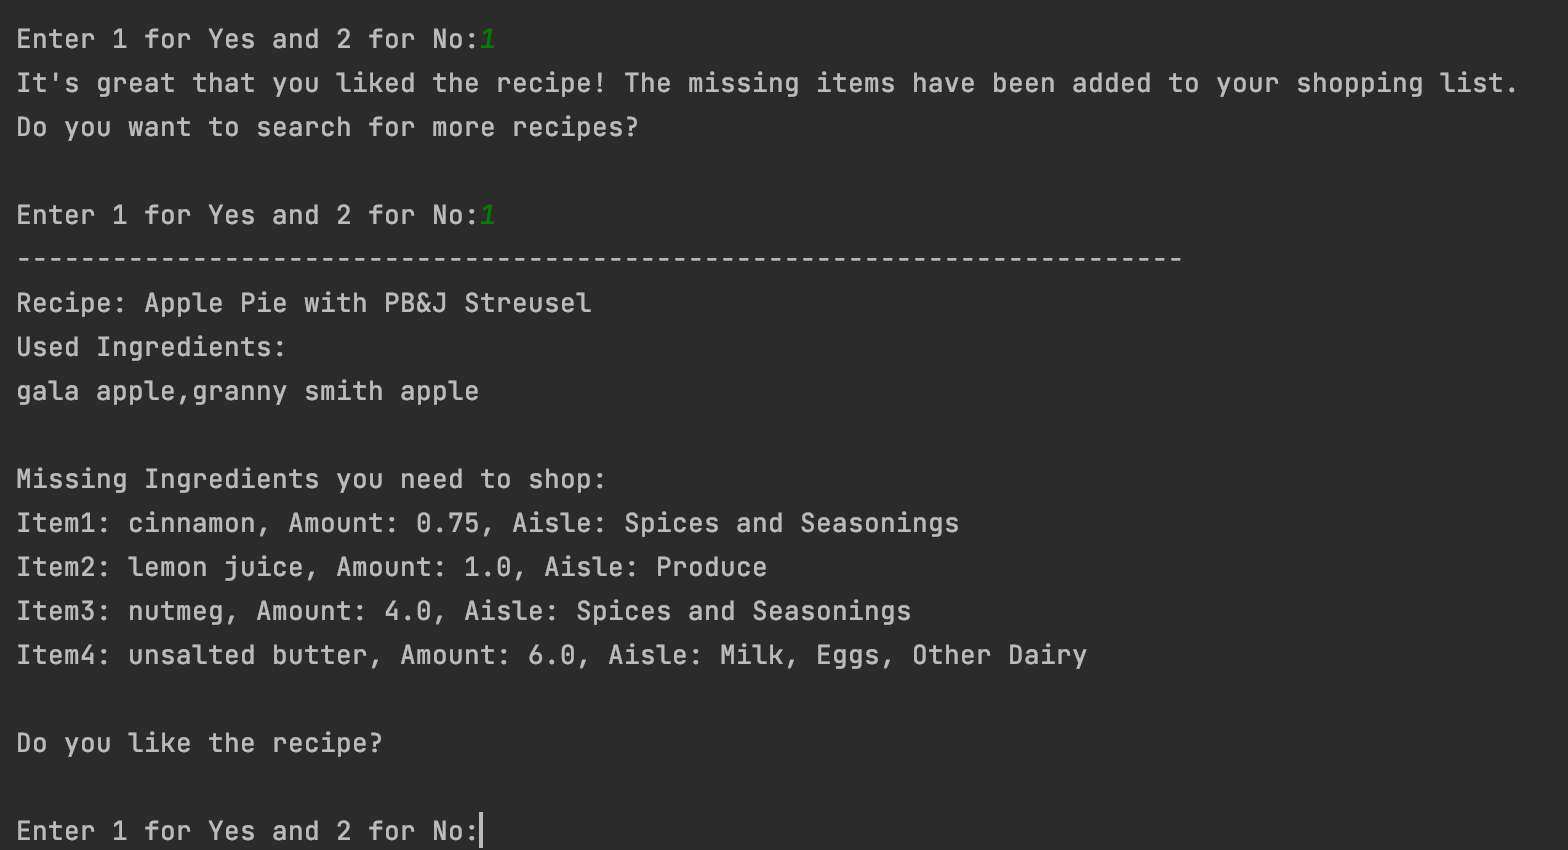 Enter 1 for Yes and 2 for No:1
It's great that you liked the recipe! The missing items have been added to your shopping list.
Do you want to search for more recipes?
Enter 1 for Yes and 2 for No:1
-------------------------------------------------------------------------
Recipe: Apple Pie with PB&J Streusel
Used Ingredients:
gala apple,granny smith apple
Missing Ingredients you need to shop:
Item1: cinnamon, Amount: 0.75, Aisle: Spices and Seasonings
Item2: lemon juice, Amount: 1.0, Aisle: Produce
Item3: nutmeg, Amount: 4.0, Aisle: Spices and Seasonings
Item4: unsalted butter, Amount: 6.0, Aisle: Milk, Eggs, Other Dairy
Do you like the recipe?
Enter 1 for Yes and 2 for No: